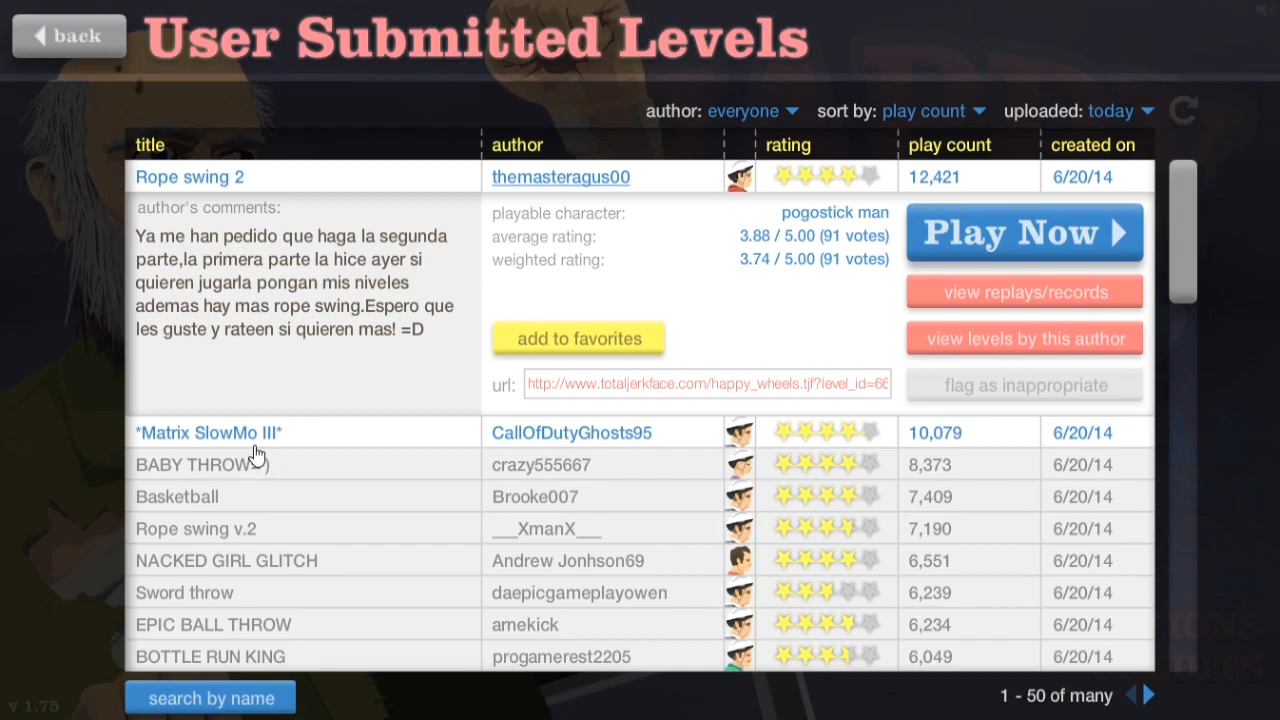 back
User Submitted Levels
author: everyone sort by: play count uploaded: today
title author rating play count created on
Rope swing 2 themasteragus00 12,421 6/20/14
author's comments:
Ya me han pedido que haga la segunda
parte,la primera parte la hice ayer si
quieren jugarla pongan mis niveles
ademas hay mas rope swing.Espero que
les guste y rateen si quieren mas! =D
playable character: pogostick man
average rating: 3.88 / 5.00 (91 votes)
weighted rating: 3.74 / 5.00 (91 votes)
add to favorites
url: http://www.totaljerkface.com/happy_wheels.tjf?level_id=66
Play Now
view replays/records
view levels by this author
flag as inappropriate
*Matrix SlowMo III* CallOfDutyGhosts95 10,079 6/20/14
BABY THROW crazy555667 8,373 6/20/14
Basketball Brooke007 7,409 6/20/14
Rope swing v.2 ___XmanX___ 7,190 6/20/14
NACKED GIRL GLITCH Andrew Jonhson69 6,551 6/20/14
Sword throw daepicgameplayowen 6,239 6/20/14
EPIC BALL THROW arnekick 6,234 6/20/14
BOTTLE RUN KING progamerest2205 6,049 6/20/14
search by name
1 - 50 of many
v 1.75